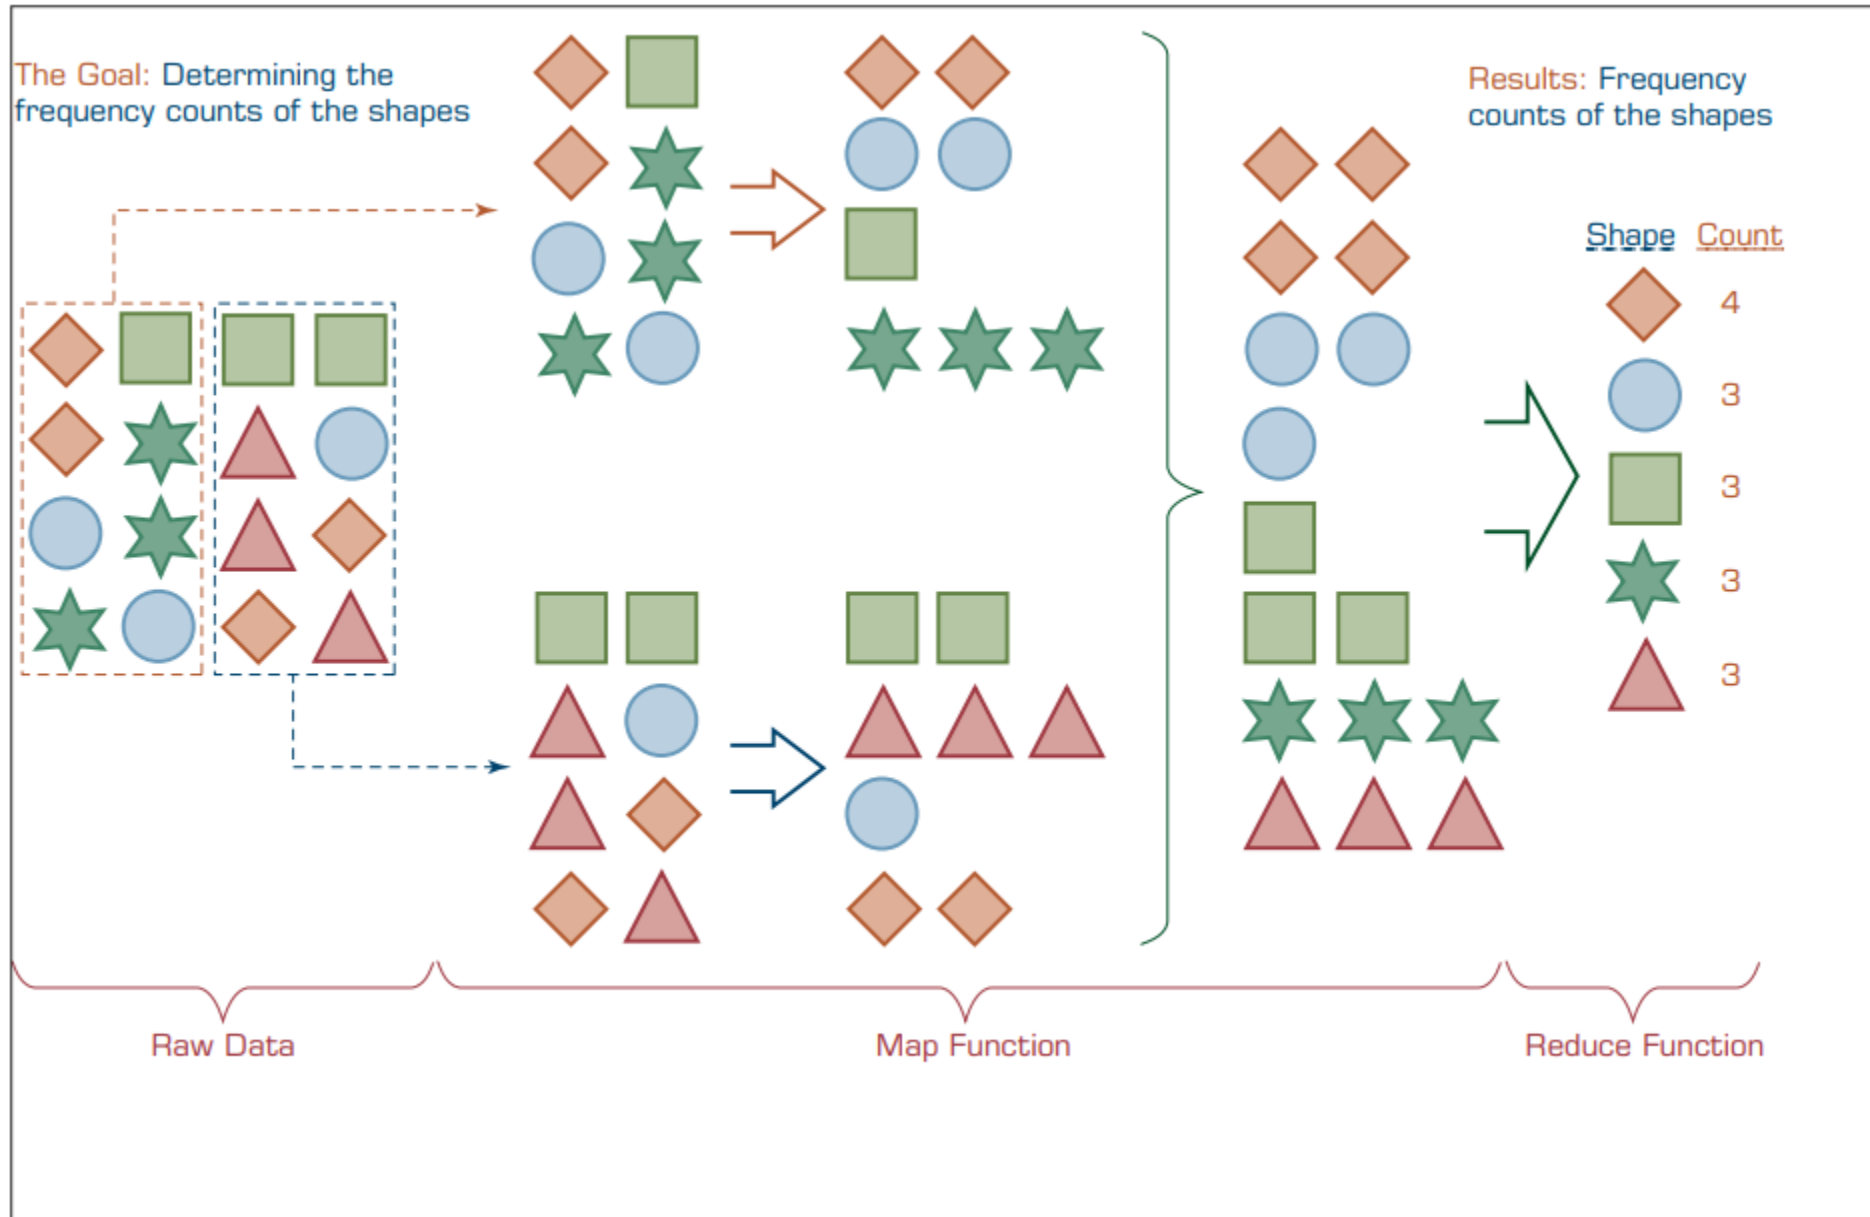 The Goal: Determining the
frequency counts of the shapes
Results: Frequency
counts of the shapes
Shape Count
4
3
3
3
3
Raw Data
Map Function
Reduce Function